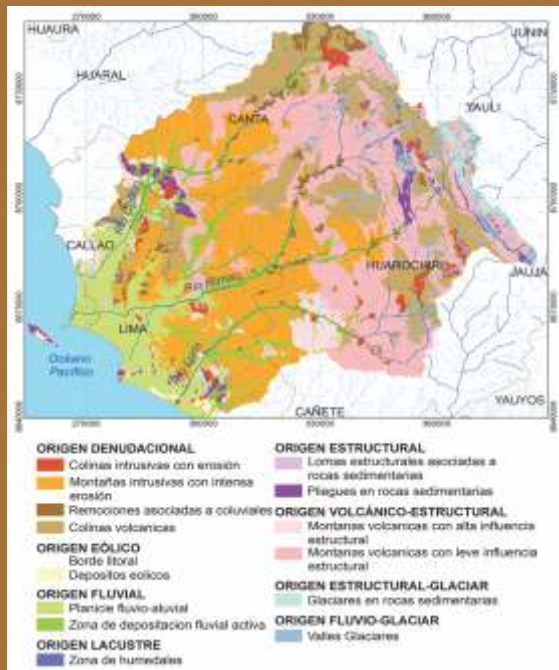 HUAURA
JUNIN
HUARAL
YAULI
CANTA
CALLAO
HUAROCHIRI
JAUJA
LIMA
Océano
Pacífico
YAUYOS
CAÑETE
ORIGEN DENUDACIONAL
Colinas intrusivas con erosión
Montañas intrusivas con intensa
erosión
Remociones asociadas a coluviales
Colinas volcanicas
ORIGEN EÓLICO
Borde litoral
Depositos eolicos
ORIGEN FLUVIAL
Planicie fluvio-aluvial
Zona de depositacion fluvial activa
ORIGEN LACUSTRE
Zona de humedales
ORIGEN ESTRUCTURAL
Lomas estructurales asociadas a
rocas sedimentarias
Pliegues en rocas sedimentarias
ORIGEN VOLCÁNICO-ESTRUCTURAL
Montanas volcanicas con alta influencia
estructural
Montanas volcanicas con leve influencia
estructural
ORIGEN ESTRUCTURAL-GLACIAR
Glaciares en rocas sedimentarias
ORIGEN FLUVIO-GLACIAR
Valles Glaciares